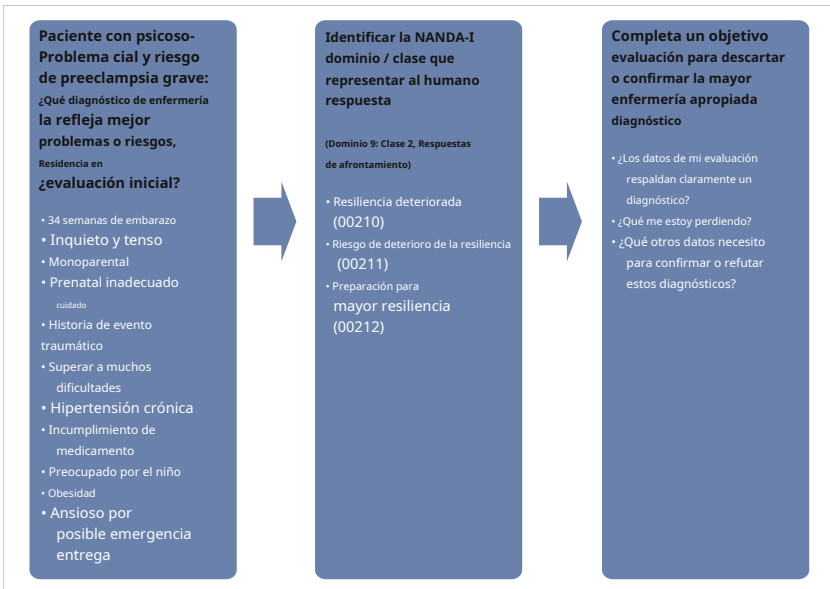 Paciente con psicoso-
Problema cial y riesgo
de preeclampsia grave:
¿Qué diagnóstico de enfermería
la refleja mejor
problemas o riesgos,
Residencia en
¿evaluación inicial?
• 34 semanas de embarazo
• Inquieto y tenso
• Monoparental
• Prenatal inadecuado
cuidado
• Historia de evento
traumático
• Superar a muchos
dificultades
• Hipertensión crónica
• Incumplimiento de
medicamento
• Preocupado por el niño
• Obesidad
• Ansioso por
posible emergencia
entrega
Identificar la NANDA-I
dominio / clase que
representar al humano
respuesta
(Dominio 9: Clase 2, Respuestas
de afrontamiento)
• Resiliencia deteriorada
(00210)
• Riesgo de deterioro de la resiliencia
(00211)
• Preparación para
mayor resiliencia
(00212)
Completa un objetivo
evaluación para descartar
o confirmar la mayor
enfermería apropiada
diagnóstico
• ¿Los datos de mi evaluación
respaldan claramente un
diagnóstico?
• ¿Qué me estoy perdiendo?
• ¿Qué otros datos necesito
para confirmar o refutar
estos diagnósticos?